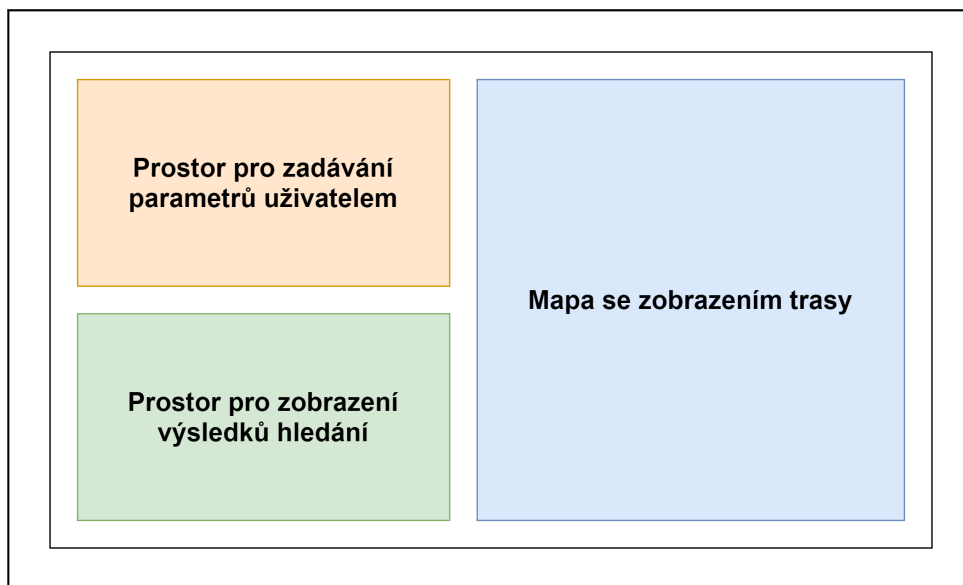 Prostor pro zadávání
parametrů uživatelem
Prostor pro zobrazení
výsledků hledání
Mapa se zobrazením trasy